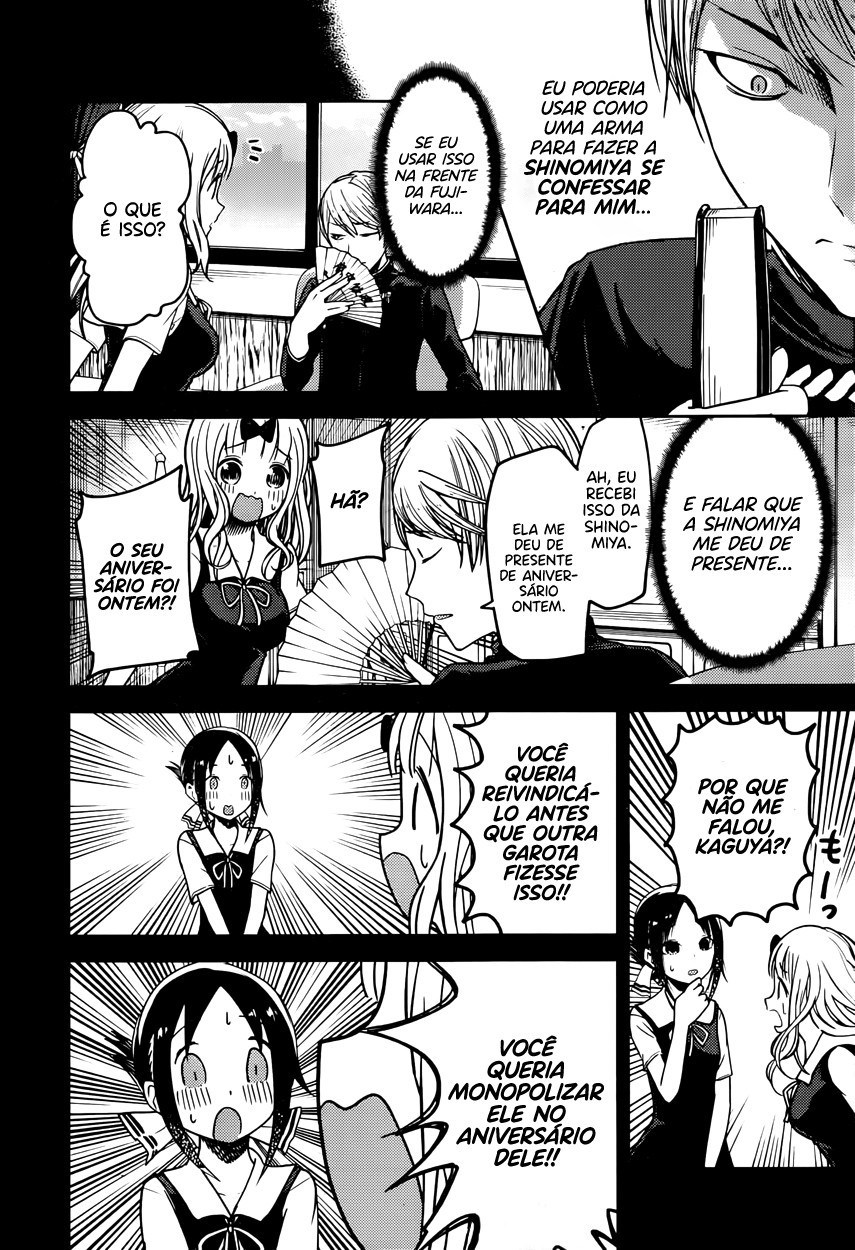 EU PODERIA
USAR COMO
UMA ARMA
PARA FAZER A
SHINOMIYA SE
CONFESSAR
PARA MIM...
SE EU
USAR ISSO
NA FRENTE
DA FUJI-
WARA...
O QUE
É ISSO?
E FALAR QUE
A SHINOMIYA
ME DEU DE
PRESENTE...
AH, EU
RECEBI
ISSO DA
SHINO-
MIYA.
ELA ME
DEU DE
PRESENTE
DE ANIVER-
SÁRIO
ONTEM.
HÃ?
O SEU
ANIVER-
SÁRIO FOI
ONTEM?!
POR QUE
NÃO ME
FALOU,
KAGUYA?!
もーっ
VOCÊ
QUERIA
REIVINDICÁ-
LO ANTES
QUE OUTRA
GAROTA
FIZESSE
ISSO!!
VOCÊ
QUERIA
MONOPOLIZAR
ELE NO
ANIVERSÁRIO
DELE!!